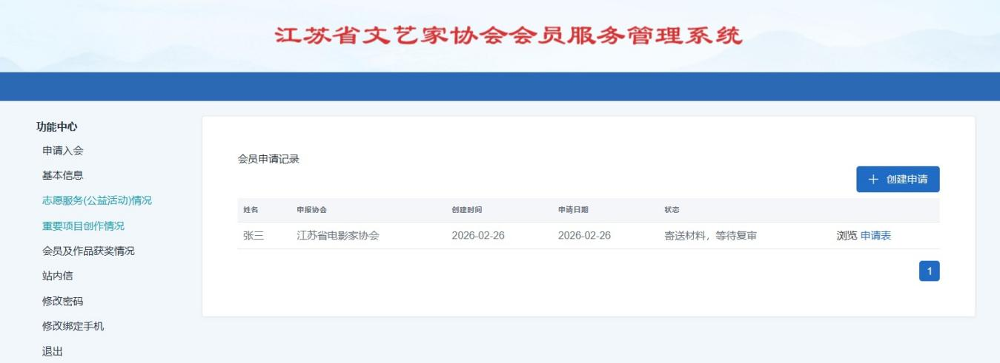 江苏省文艺家协会会员服务管理系统
功能中心
申请入会
基本信息
志愿服务(公益活动)情况
重要项目创作情况
会员及作品获奖情况
站内信
修改密码
修改绑定手机
退出
会员申请记录
+ 创建申请
姓名 申报协会 创建时间 申请日期 状态
张三 江苏省电影家协会 2026-02-26 2026-02-26 寄送材料，等待复审 浏览 申请表
1